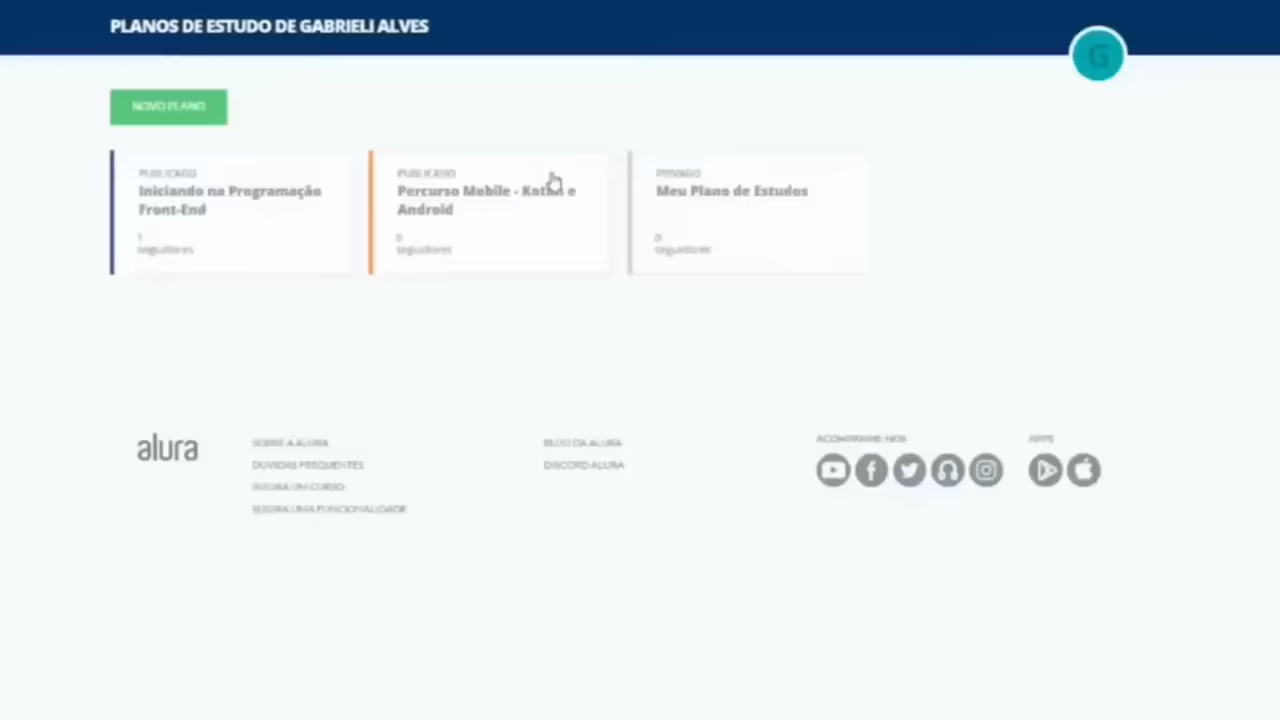 PLANOS DE ESTUDO DE GABRIELI ALVES
G
NOVO PLANO
PUBLICADO
Iniciando na Programação
Front-End
1
seguidores
PUBLICADO
Percurso Mobile - Kotlin e
Android
0
seguidores
PRIVADO
Meu Plano de Estudos
0
seguidores
alura
SOBRE A ALURA
DÚVIDAS FREQUENTES
SUGIRA UM CURSO
SUGIRA UMA FUNCIONALIDADE
BLOG DA ALURA
DISCORD ALURA
ACOMPANHE-NOS
APPS